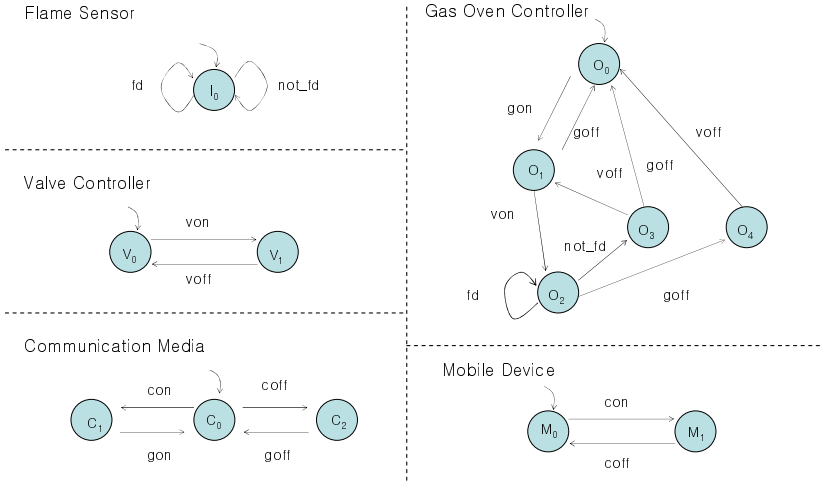 Flame Sensor
fd
I0
not_fd
Valve Controller
von
V0
V1
voff
Communication Media
con
coff
C1
C0
C2
gon
goff
Gas Oven Controller
O0
gon
goff
voff
O1
voff
goff
von
O3
O4
not_fd
fd
O2
goff
Mobile Device
con
M0
M1
coff